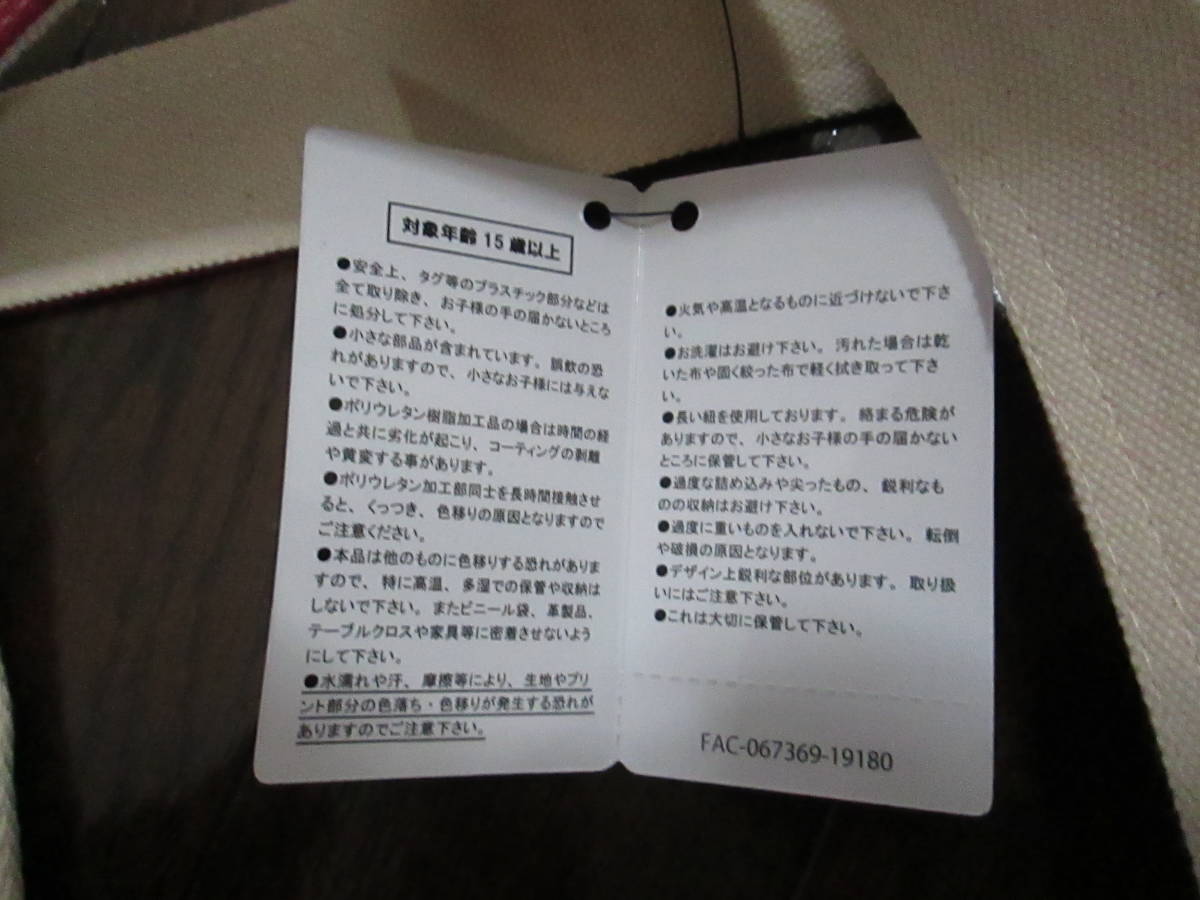 対象年齢15歳以上
●安全上、タグ等のプラスチック部分などは
全て取り除き、お子様の手の届かないところ
に処分して下さい。
●小さな部品が含まれています。誤飲の恐
れがありますので、小さなお子様には与えな
いで下さい。
●ポリウレタン樹脂加工品の場合は時間の経
過と共に劣化が起こり、コーティングの剥離
や黄変する事があります。
●ポリウレタン加工部同士を長時間接触させ
ると、くっつき、色移りの原因となりますので
ご注意ください。
●本品は他のものに色移りする恐れがありま
すので、特に高温、多湿での保管や収納は
しないで下さい。またビニール袋、革製品、
テーブルクロスや家具等に密着させないよう
にして下さい。
●水濡れや汗、摩擦等により、生地やプリ
ント部分の色落ち・色移りが発生する恐れが
ありますのでご注意下さい。
●火気や高温となるものに近づけないで下さ
い。
●お洗濯はお避け下さい。汚れた場合は乾
いた布や固く絞った布で軽く拭き取って下さ
い。
●長い紐を使用しております。絡まる危険が
ありますので、小さなお子様の手の届かない
ところに保管して下さい。
●過度な詰め込みや尖ったもの、鋭利なも
のの収納はお避け下さい。
●過度に重いものを入れないで下さい。転倒
や破損の原因となります。
●デザイン上鋭利な部位があります。取り扱
いにはご注意下さい。
●これは大切に保管して下さい。
FAC-067369-19180